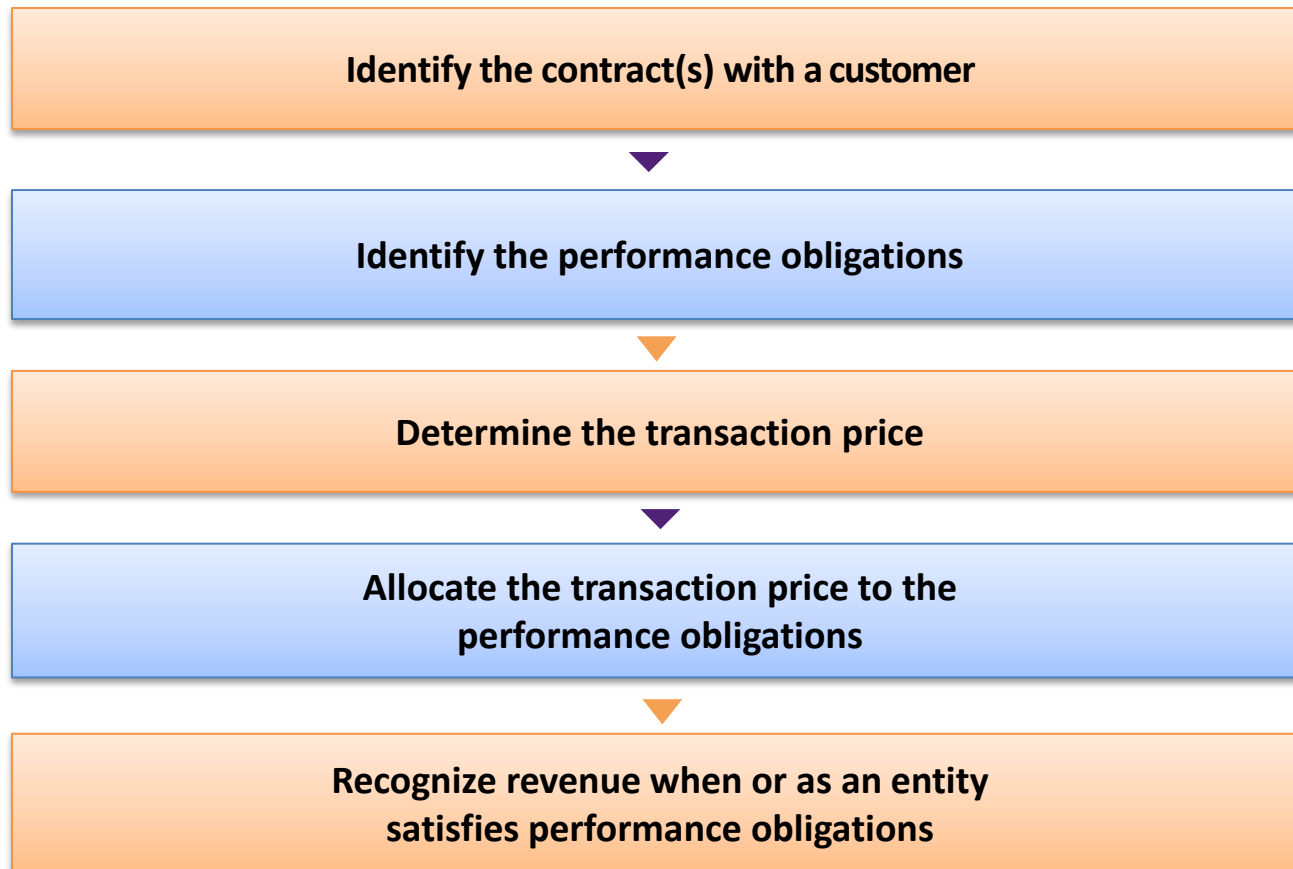 Identify the contract(s) with a customer
Identify the performance obligations
Determine the transaction price
Allocate the transaction price to the
performance obligations
Recognize revenue when or as an entity
satisfies performance obligations